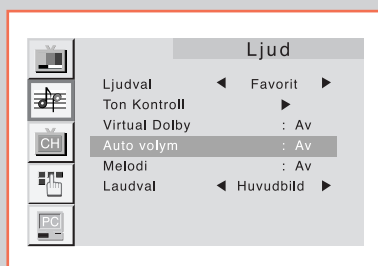 Ljud
Ljudval ◀ Favorit ▶
Ton Kontroll ▶
Virtual Dolby : Av
Auto volym : Av
Melodi : Av
Laudval ◀ Huvudbild ▶
CH
PC